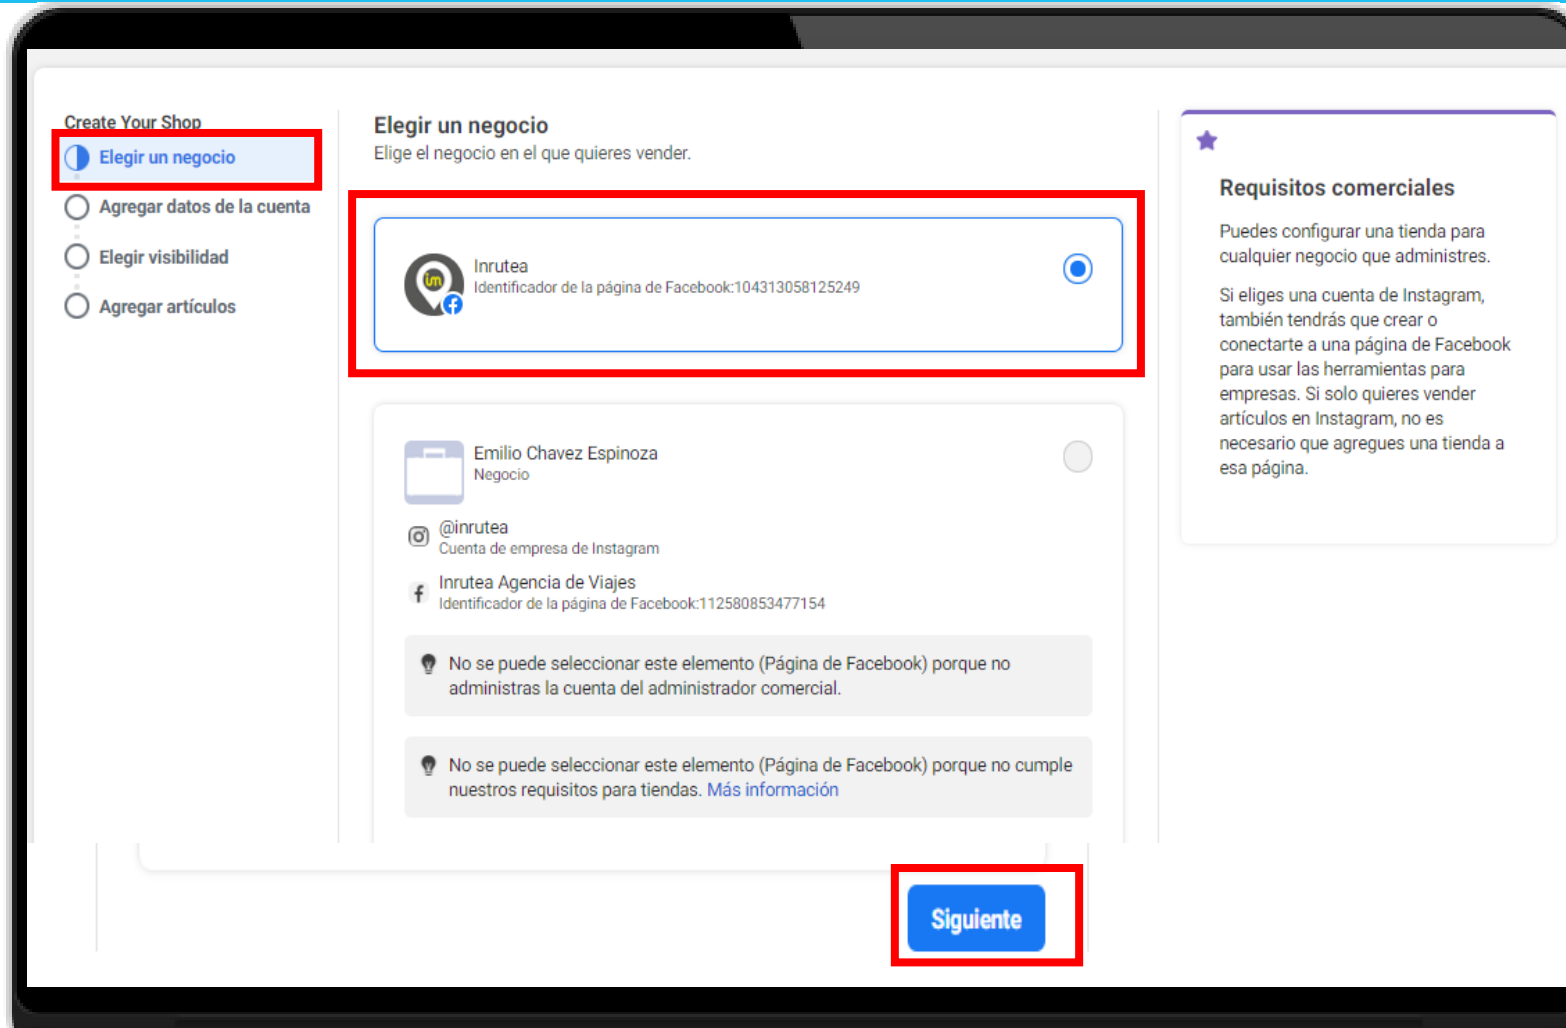 Create Your Shop
Elegir un negocio
Agregar datos de la cuenta
Elegir visibilidad
Agregar artículos
Elegir un negocio
Elige el negocio en el que quieres vender.
im
Inrutea
Identificador de la página de Facebook:104313058125249
Emilio Chavez Espinoza
Negocio
@inrutea
Cuenta de empresa de Instagram
Inrutea Agencia de Viajes
Identificador de la página de Facebook:112580853477154
No se puede seleccionar este elemento (Página de Facebook) porque no
administras la cuenta del administrador comercial.
No se puede seleccionar este elemento (Página de Facebook) porque no cumple
nuestros requisitos para tiendas. Más información
Siguiente
Requisitos comerciales
Puedes configurar una tienda para
cualquier negocio que administres.
Si eliges una cuenta de Instagram,
también tendrás que crear o
conectarte a una página de Facebook
para usar las herramientas para
empresas. Si solo quieres vender
artículos en Instagram, no es
necesario que agregues una tienda a
esa página.